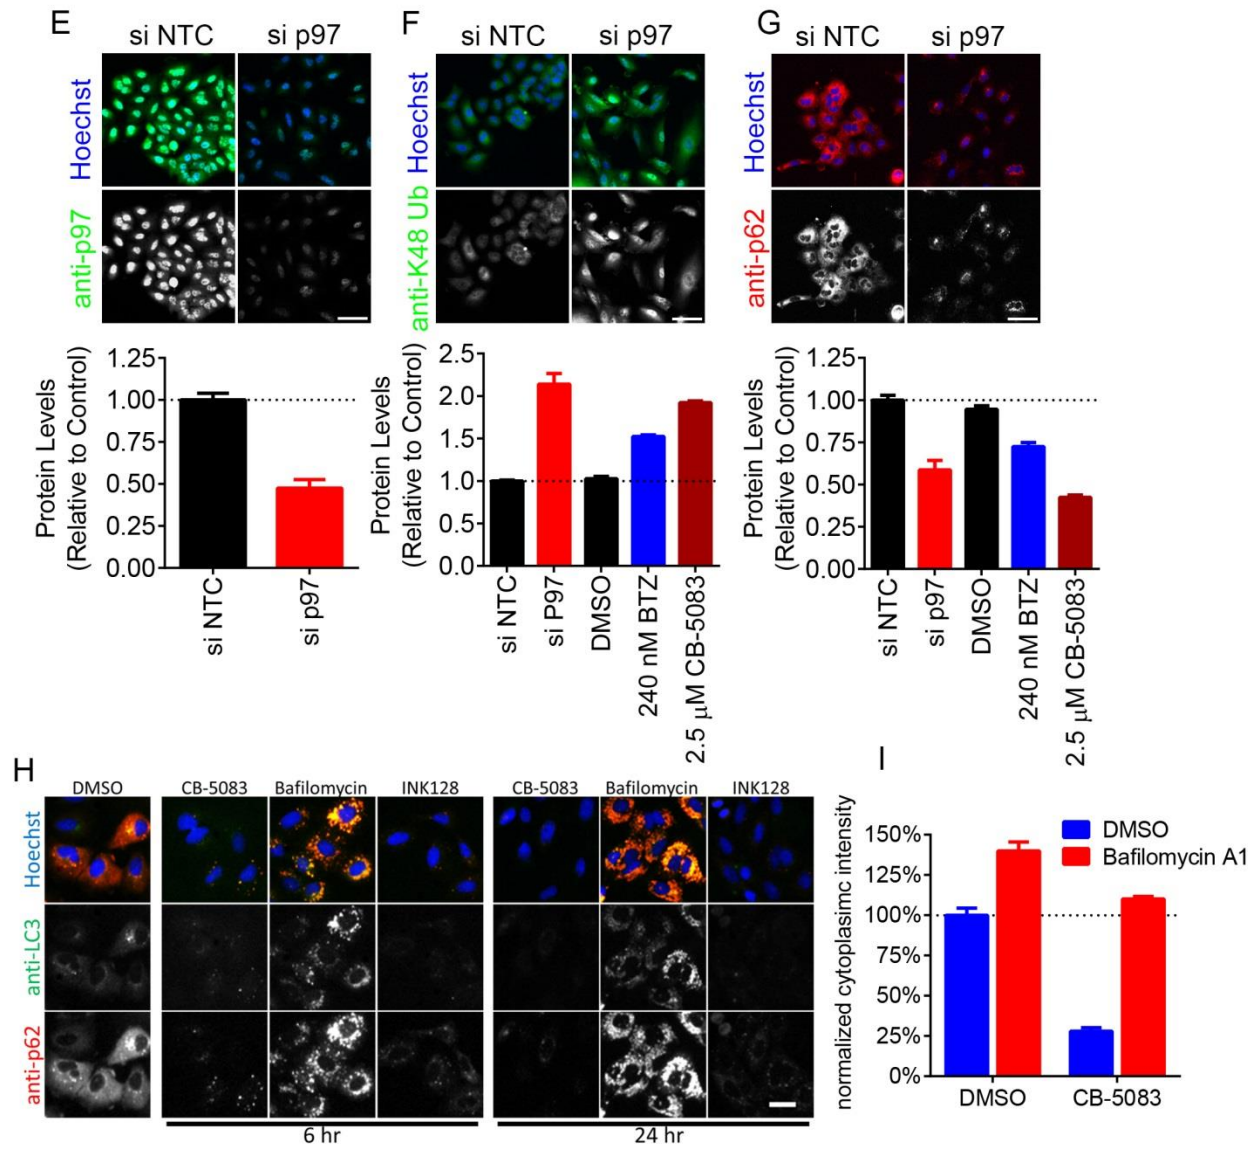 E
si NTC
si p97
Hoechst
anti-p97
Protein Levels
(Relative to Control)
1.25
1.00
0.75
0.50
0.25
0.00
si NTC
si p97
F
si NTC
si p97
Hoechst
anti-K48 Ub
Protein Levels
(Relative to Control)
2.5
2.0
1.5
1.0
0.5
0.0
si NTC
si P97
DMSO
240 nM BTZ
2.5 µM CB-5083
G
si NTC
si p97
Hoechst
anti-p62
Protein Levels
(Relative to Control)
1.25
1.00
0.75
0.50
0.25
0.00
si NTC
si p97
DMSO
240 nM BTZ
2.5 µM CB-5083
H
DMSO
CB-5083
Bafilomycin
INK128
CB-5083
Bafilomycin
INK128
Hoechst
anti-LC3
anti-p62
6 hr
24 hr
I
normalized cytoplasimc intensity
150%
125%
100%
75%
50%
25%
0%
DMSO
Bafilomycin A1
DMSO
CB-5083